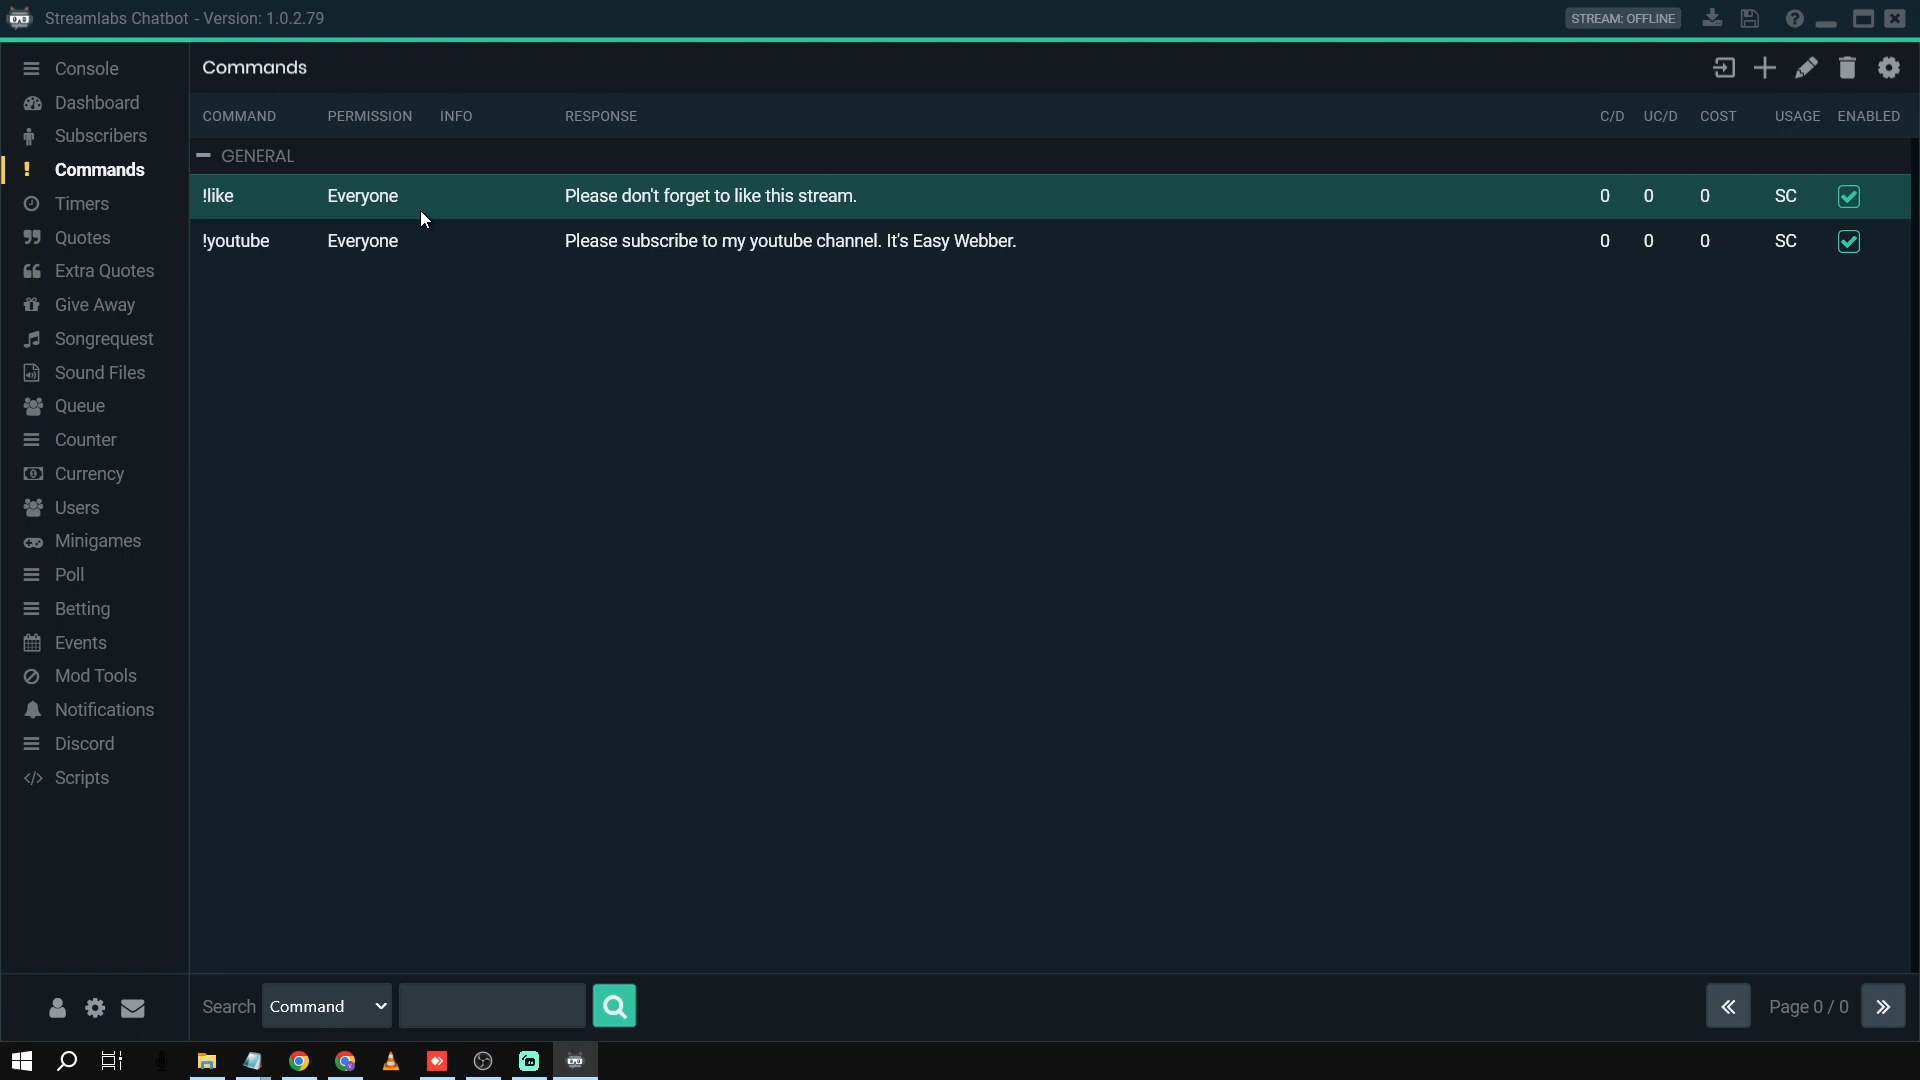 Streamlabs Chatbot - Version: 1.0.2.79
STREAM: OFFLINE
Console
Dashboard
Subscribers
! Commands
Timers
Quotes
Extra Quotes
Give Away
Songrequest
Sound Files
Queue
Counter
Currency
Users
Minigames
Poll
Betting
Events
Mod Tools
Notifications
Discord
Scripts
Commands
COMMAND PERMISSION INFO RESPONSE C/D UC/D COST USAGE ENABLED
GENERAL
!like Everyone Please don't forget to like this stream. 0 0 0 SC
!youtube Everyone Please subscribe to my youtube channel. It's Easy Webber. 0 0 0 SC
Search Command Page 0 / 0